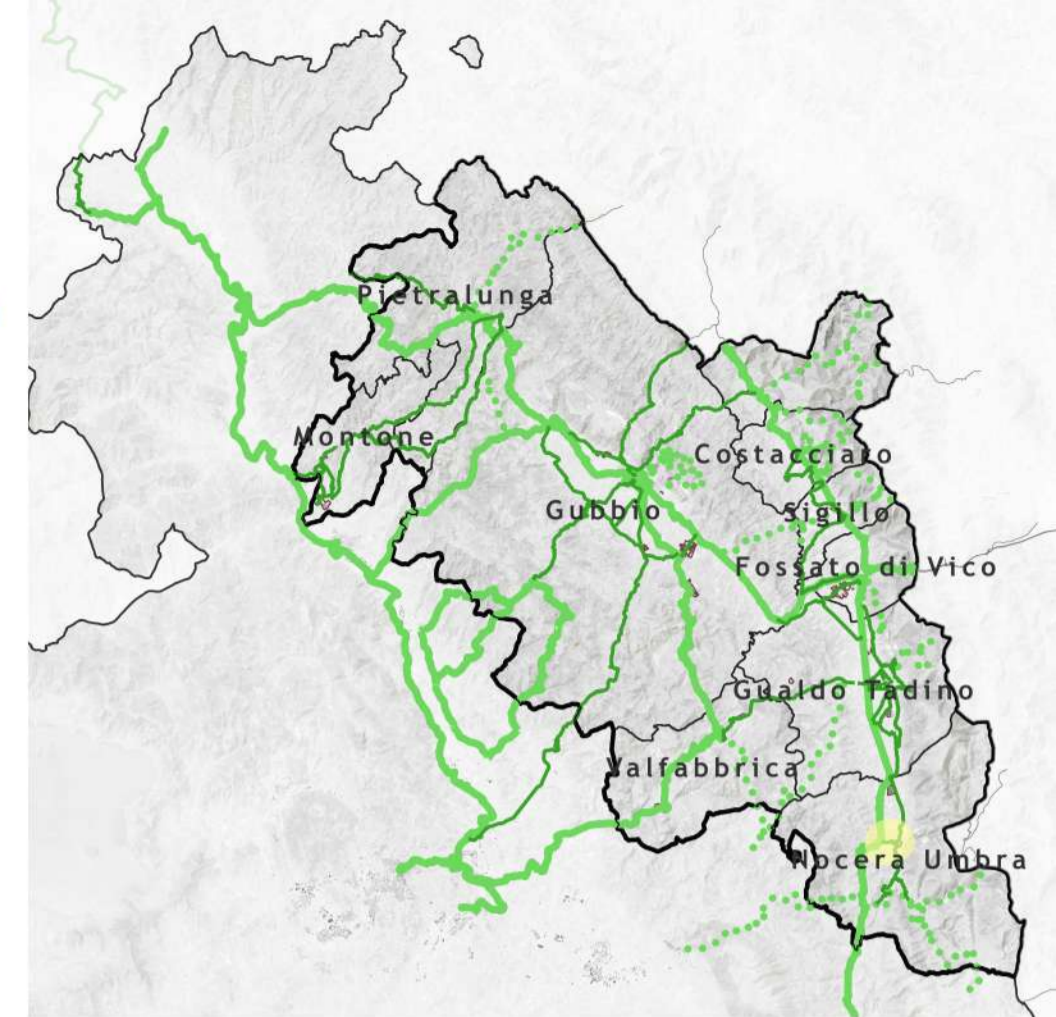 Pietralunga
Montone
Costacciaro
Gubbio
Sigillo
Fossato di Vico
Gualdo Tadino
Valfabbrica
Nocera Umbra